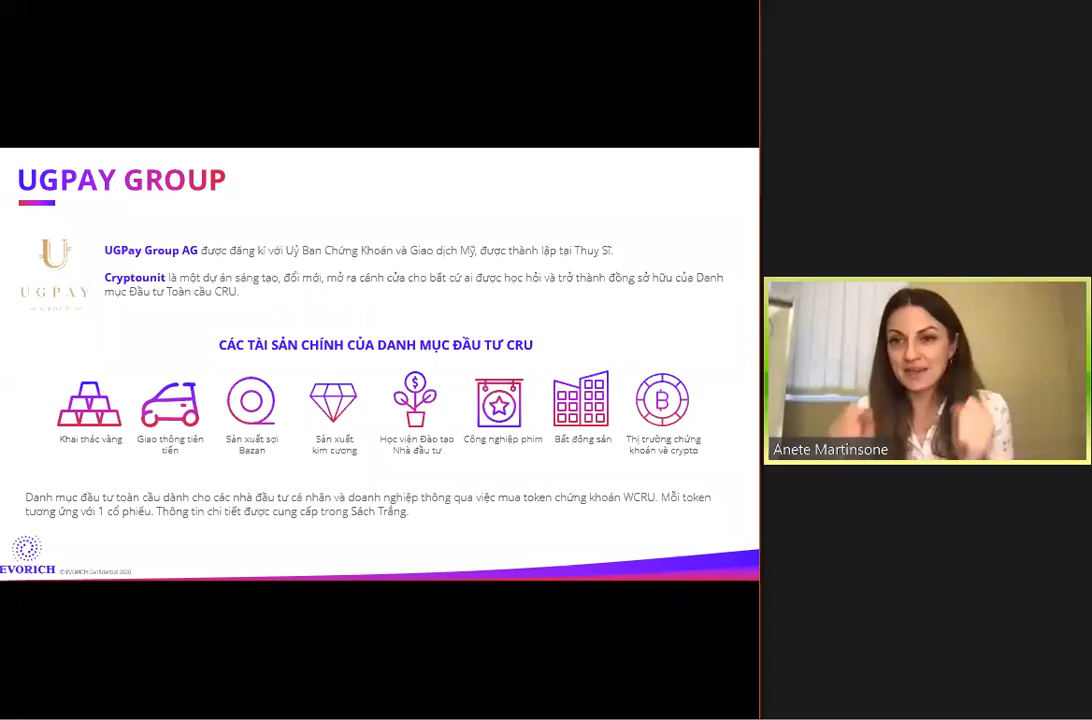 UGPAY GROUP
U
UGPAY
GROUP
UGPay Group AG được đăng kí với Uỷ Ban Chứng Khoán và Giao dịch Mỹ, được thành lập tại Thuỵ Sĩ.
Cryptounit là một dự án sáng tạo, đổi mới, mở ra cánh cửa cho bất cứ ai được học hỏi và trở thành đồng sở hữu của Danh
mục Đầu tư Toàn cầu CRU.
CÁC TÀI SẢN CHÍNH CỦA DANH MỤC ĐẦU TƯ CRU
Khai thác vàng
Giao thông tiên
tiến
Sản xuất sợi
Bezan
Sản xuất
kim cương
Học viện Đào tạo
Nhà đầu tư
Công nghiệp phim
Bất động sản
Thị trường chứng
khoán về crypto
Danh mục đầu tư toàn cầu dành cho các nhà đầu tư cá nhân và doanh nghiệp thông qua việc mua token chứng khoán WCRU. Mỗi token
tương ứng với 1 cổ phiếu. Thông tin chi tiết được cung cấp trong Sách Trắng.
EVORICH
© EVORICH Confidential 2020
Anete Martinsone